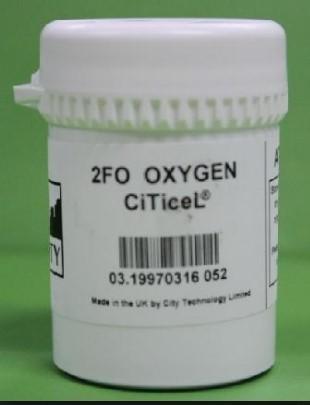 2FO OXYGEN
CiTiceL®
03.19970316 052
Made in the UK by City Technology Limited